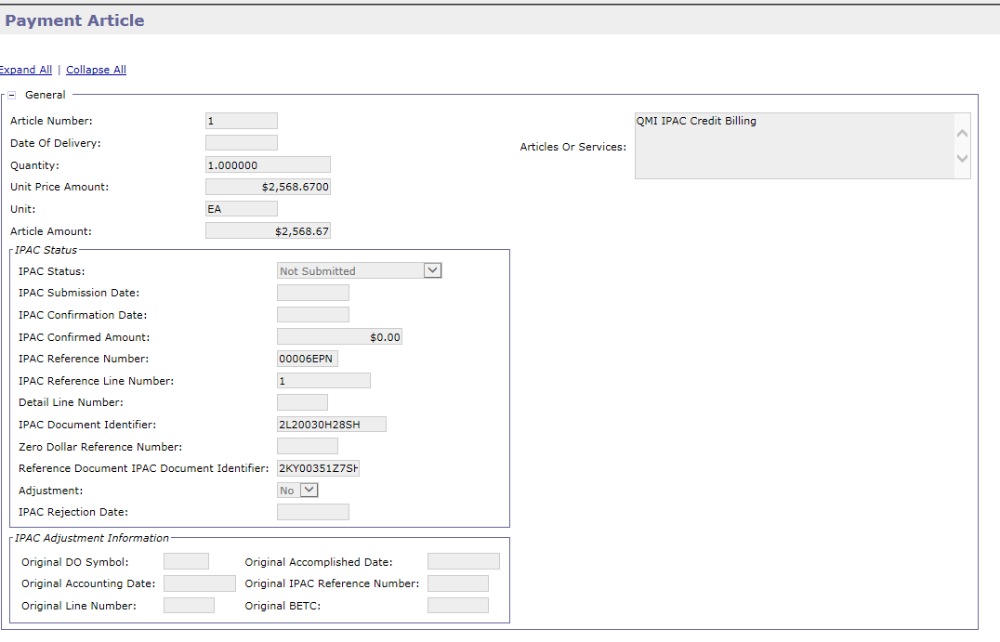 Payment Article
Expand All | Collapse All
General
Article Number: 1
Date Of Delivery:
Quantity: 1.000000
Unit Price Amount: $2,568.6700
Unit: EA
Article Amount: $2,568.67
Articles Or Services: QMI IPAC Credit Billing
IPAC Status
IPAC Status: Not Submitted
IPAC Submission Date:
IPAC Confirmation Date:
IPAC Confirmed Amount: $0.00
IPAC Reference Number: 00006EPN
IPAC Reference Line Number: 1
Detail Line Number:
IPAC Document Identifier: 2L20030H28SH
Zero Dollar Reference Number:
Reference Document IPAC Document Identifier: 2KY00351Z7SH
Adjustment: No
IPAC Rejection Date:
IPAC Adjustment Information
Original DO Symbol: Original Accomplished Date:
Original Accounting Date: Original IPAC Reference Number:
Original Line Number: Original BETC: